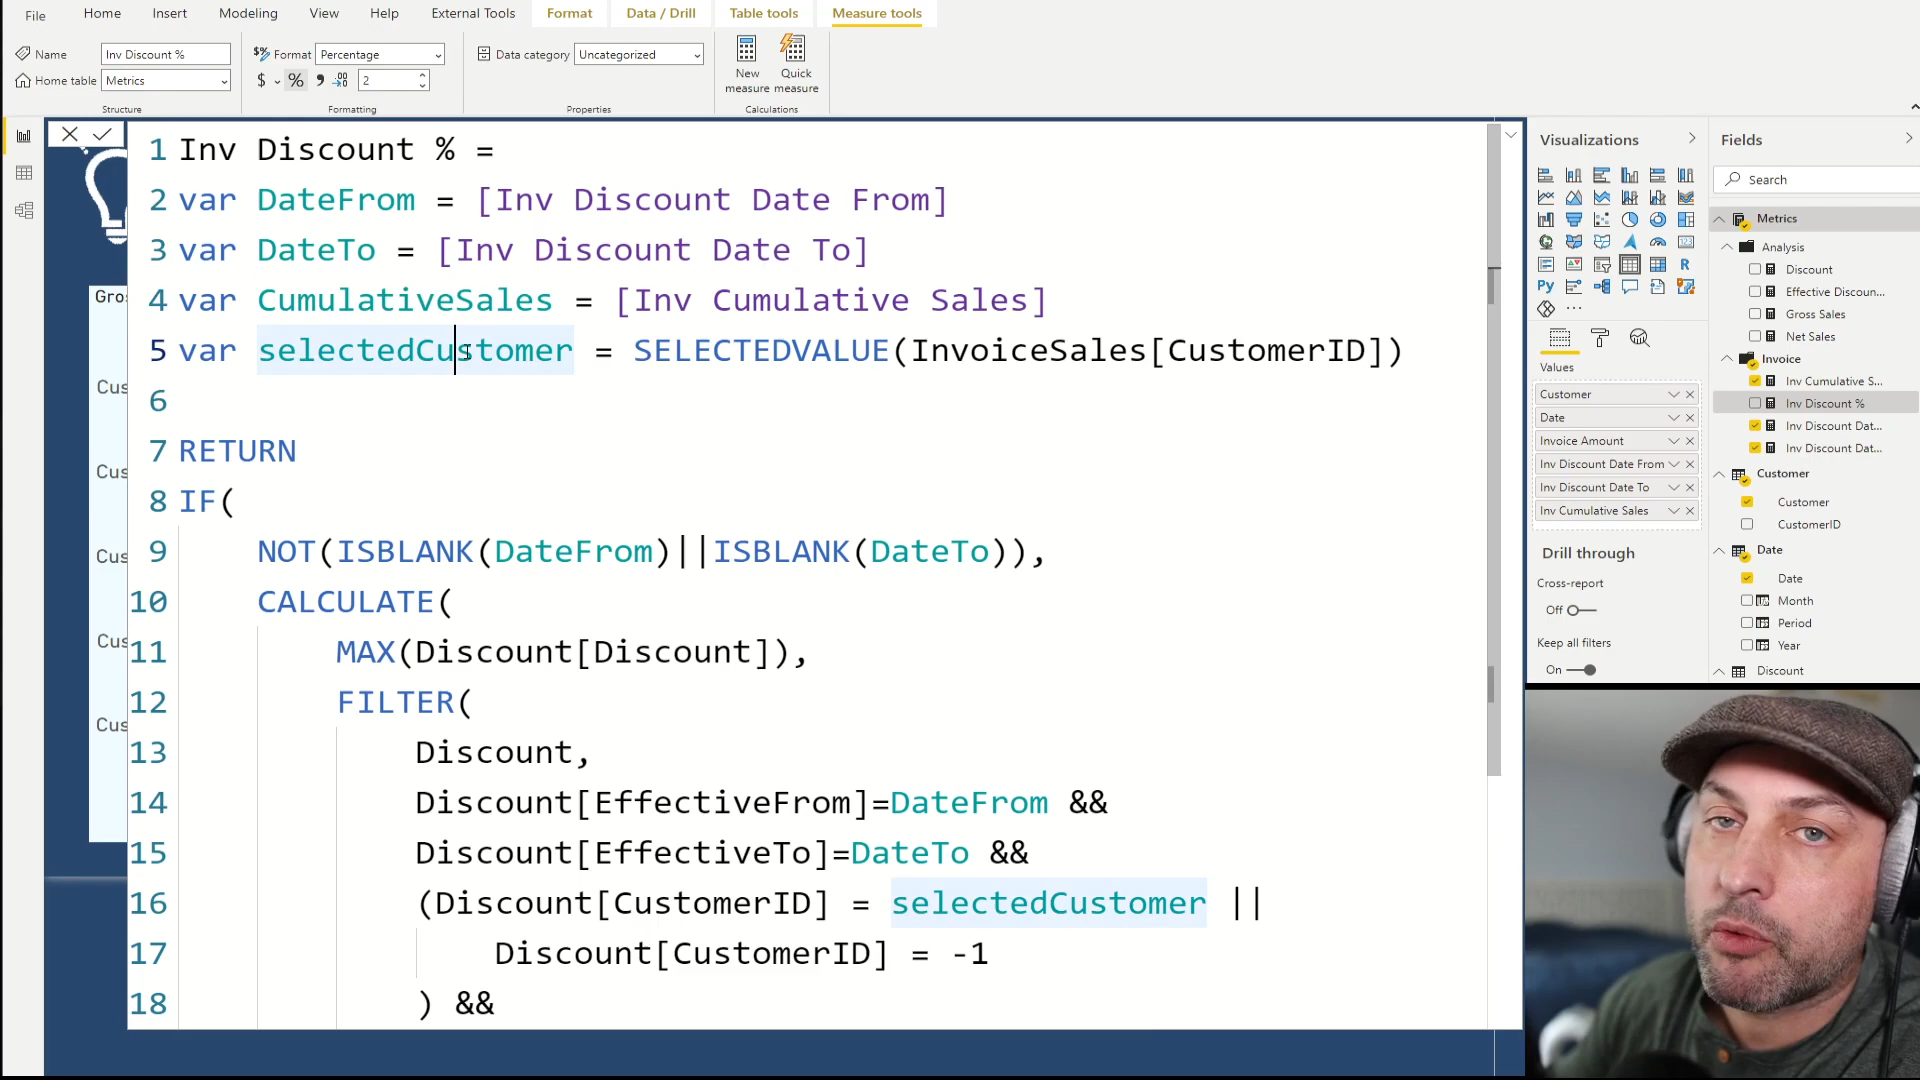 File Home Insert Modeling View Help External Tools Format Data / Drill Table tools Measure tools
Name Inv Discount %
Home table Metrics
Structure
Format Percentage
$ % 2
Formatting
Data category Uncategorized
Properties
New measure
Quick measure
Calculations
Gros
Cus
Cus
Cus
Cus
Cus
1 Inv Discount % =
2 var DateFrom = [Inv Discount Date From]
3 var DateTo = [Inv Discount Date To]
4 var CumulativeSales = [Inv Cumulative Sales]
5 var selectedCustomer = SELECTEDVALUE(InvoiceSales[CustomerID])
6
7 RETURN
8 IF(
9 NOT(ISBLANK(DateFrom)||ISBLANK(DateTo)),
10 CALCULATE(
11 MAX(Discount[Discount]),
12 FILTER(
13 Discount,
14 Discount[EffectiveFrom]=DateFrom &&
15 Discount[EffectiveTo]=DateTo &&
16 (Discount[CustomerID] = selectedCustomer ||
17 Discount[CustomerID] = -1
18 ) &&
Visualizations
R
Py
...
Values
Customer
Date
Invoice Amount
Inv Discount Date From
Inv Discount Date To
Inv Cumulative Sales
Drill through
Cross-report
Off
Keep all filters
On
Fields
Search
Metrics
Analysis
Discount
Effective Discoun...
Gross Sales
Net Sales
Invoice
Inv Cumulative S...
Inv Discount %
Inv Discount Dat...
Inv Discount Dat...
Customer
Customer
CustomerID
Date
Date
Month
Period
Year
Discount